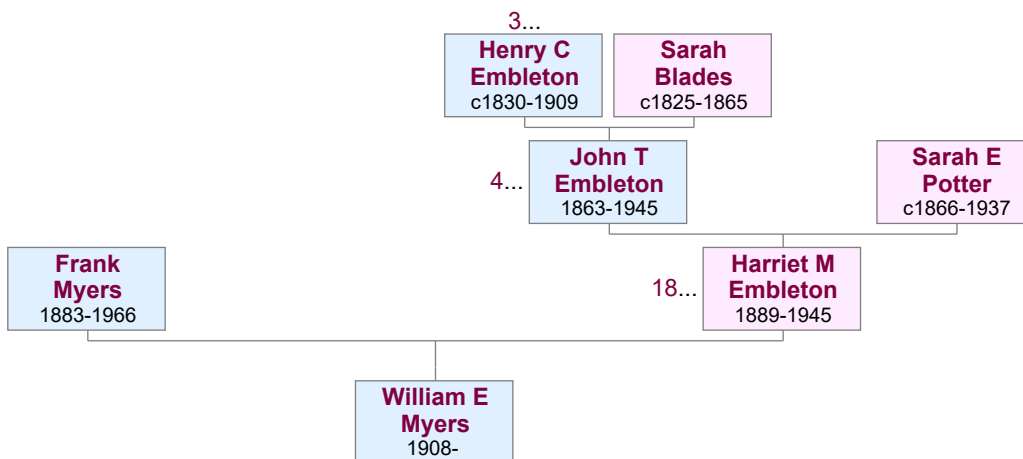 3...
Henry C
Embleton
c1830-1909
Sarah
Blades
c1825-1865
4...
John T
Embleton
1863-1945
Sarah E
Potter
c1866-1937
Frank
Myers
1883-1966
18...
Harriet M
Embleton
1889-1945
William E
Myers
1908-